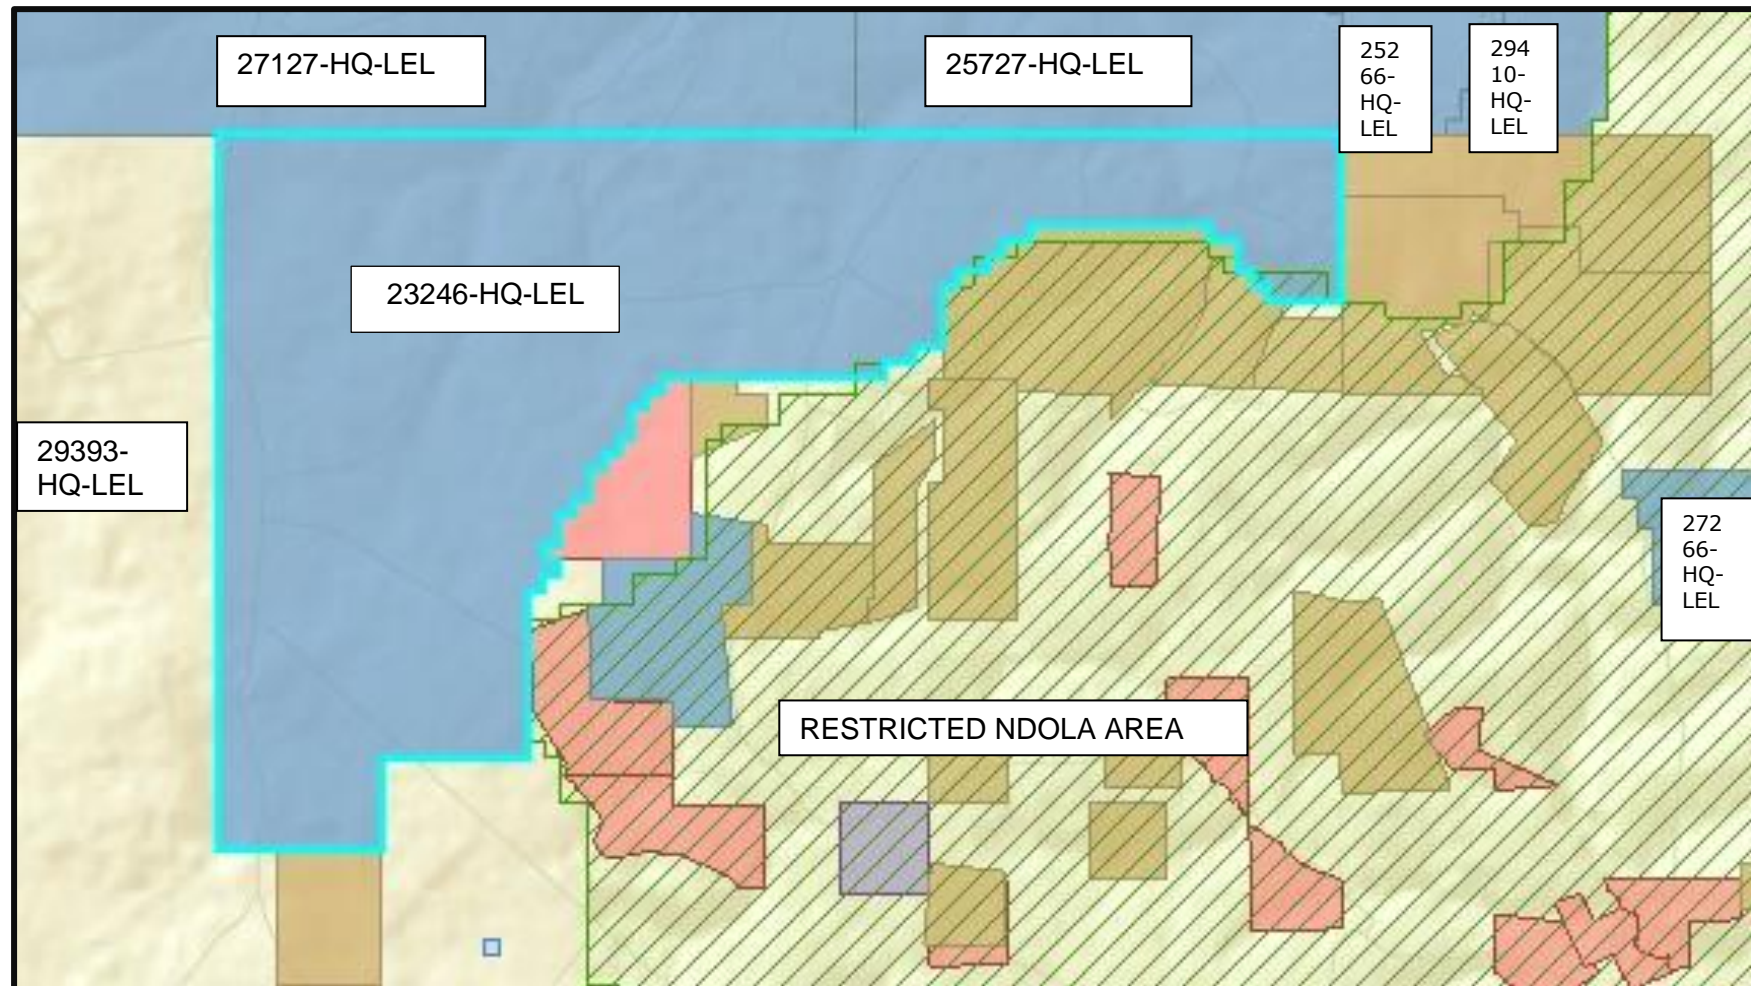 27127-HQ-LEL
25727-HQ-LEL
252
66-
HQ-
LEL
294
10-
HQ-
LEL
23246-HQ-LEL
29393-
HQ-LEL
272
66-
HQ-
LEL
RESTRICTED NDOLA AREA